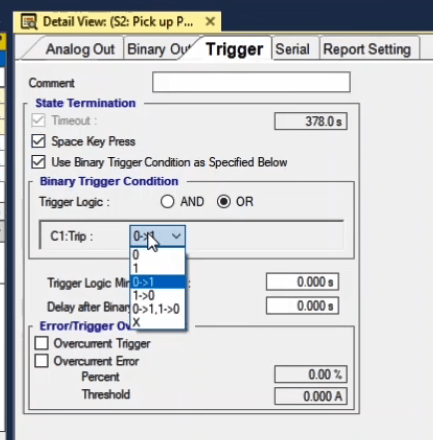 Detail View: (S2: Pick up P...
Analog Out Binary Out Trigger Serial Report Setting
Comment
State Termination
Timeout : 378.0 s
Space Key Press
Use Binary Trigger Condition as Specified Below
Binary Trigger Condition
Trigger Logic : AND OR
C1:Trip : 0->1
0
1
0->1
Trigger Logic Mi : 0.000 s
1->0
Delay after Binar 0.000 s
0->1,1->0
X
Error/Trigger Ov
Overcurrent Trigger
Overcurrent Error
Percent 0.00 %
Threshold 0.000 A